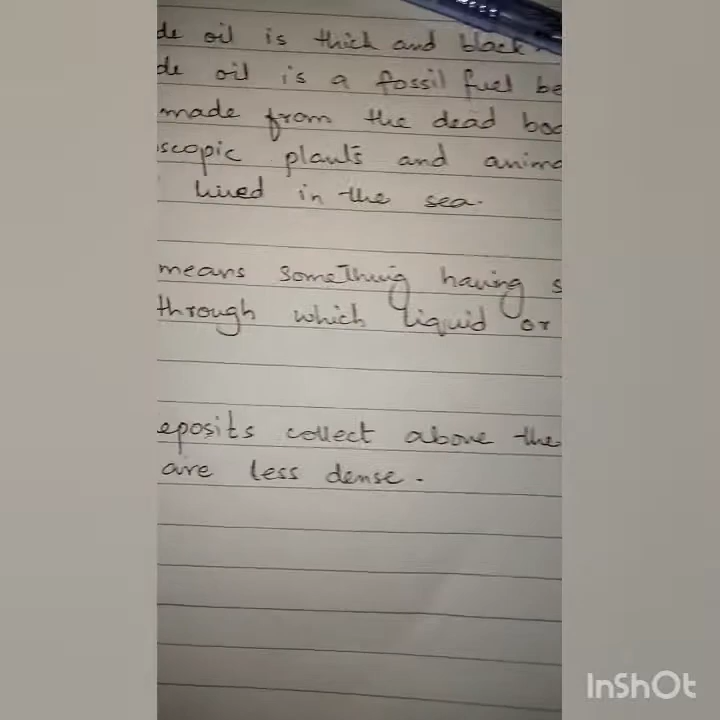 de oil is thick and black.
de oil is a fossil fuel be
made from the dead bod
scopic plants and anima
lived in the sea.
means something having s
through which liquid or
eposits collect above the
are less dense.
InShOt